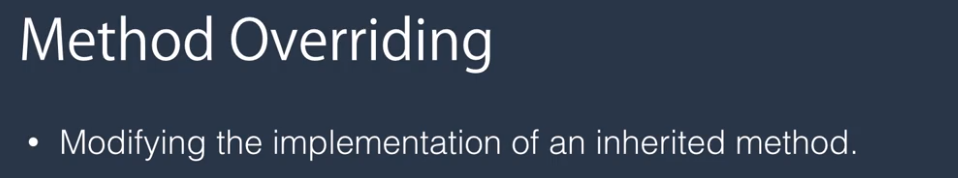 Method Overriding
• Modifying the implementation of an inherited method.